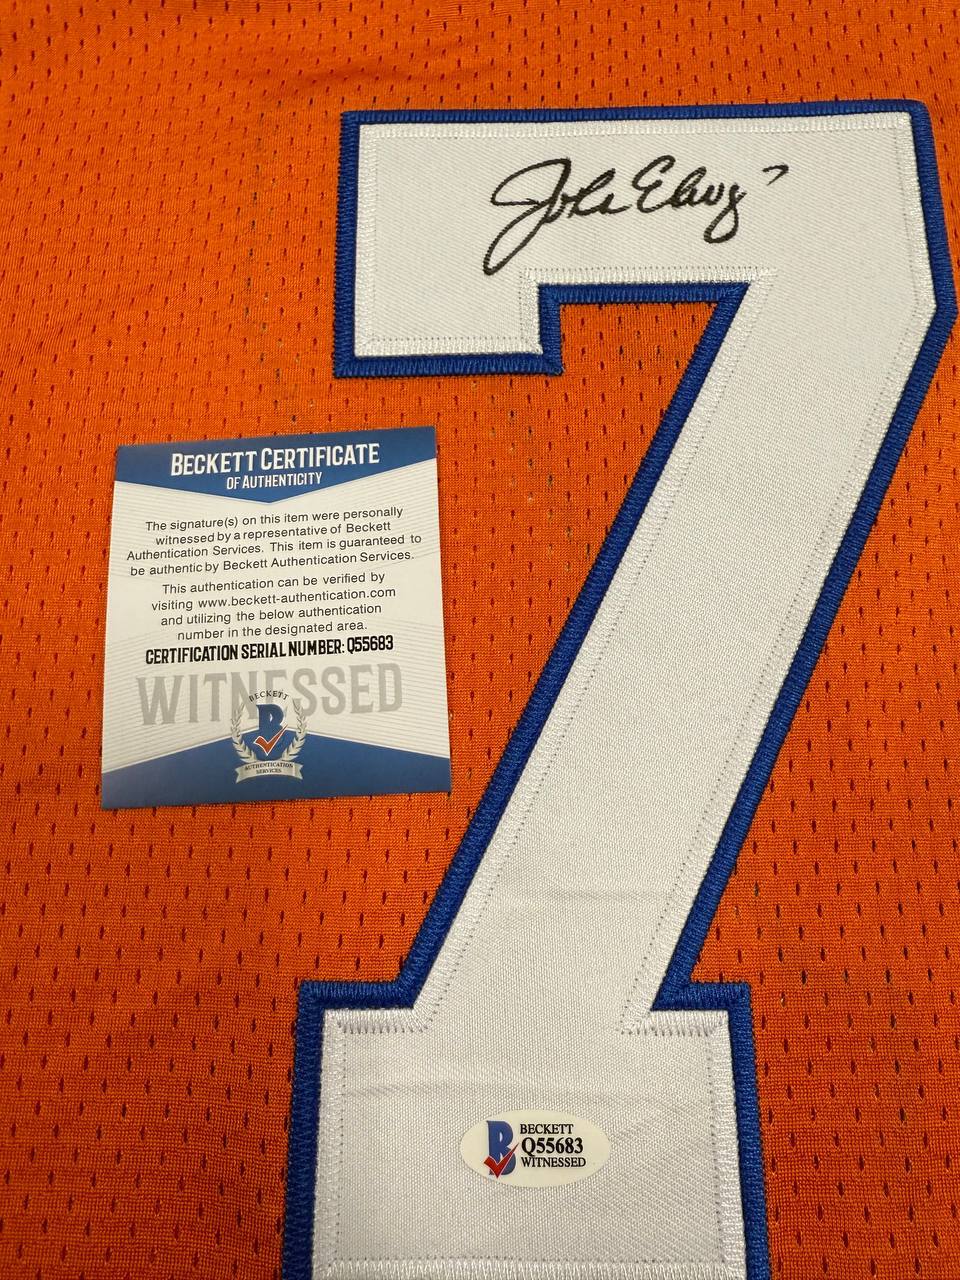 John Elway 7
7
BECKETT CERTIFICATE
OF AUTHENTICITY
The signature(s) on this item were personally
witnessed by a representative of Beckett
Authentication Services. This item is guaranteed to
be authentic by Beckett Authentication Services.
This authentication can be verified by
visiting www.beckett-authentication.com
and utilizing the below authentication
number in the designated area.
CERTIFICATION SERIAL NUMBER: Q55683
WITNESSED
BECKETT
B
AUTHENTICATION
SERVICES
B
BECKETT
Q55683
WITNESSED